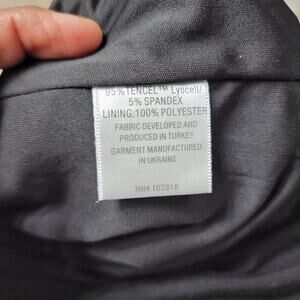 95% TENCEL™ Lyocell/
5% SPANDEX
LINING:100% POLYESTER
FABRIC DEVELOPED AND
PRODUCED IN TURKEY
GARMENT MANUFACTURED
IN UKRAINE
RN# 102816